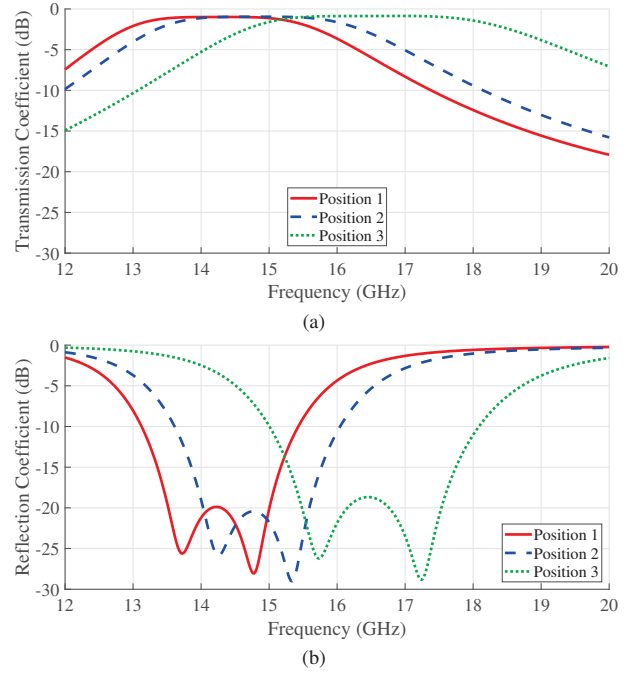 Transmission Coefficient (dB)
0
-5
-10
-15
-20
-25
-30
Position 1
Position 2
Position 3
12 13 14 15 16 17 18 19 20
Frequency (GHz)
(a)
Reflection Coefficient (dB)
0
-5
-10
-15
-20
-25
-30
Position 1
Position 2
Position 3
12 13 14 15 16 17 18 19 20
Frequency (GHz)
(b)